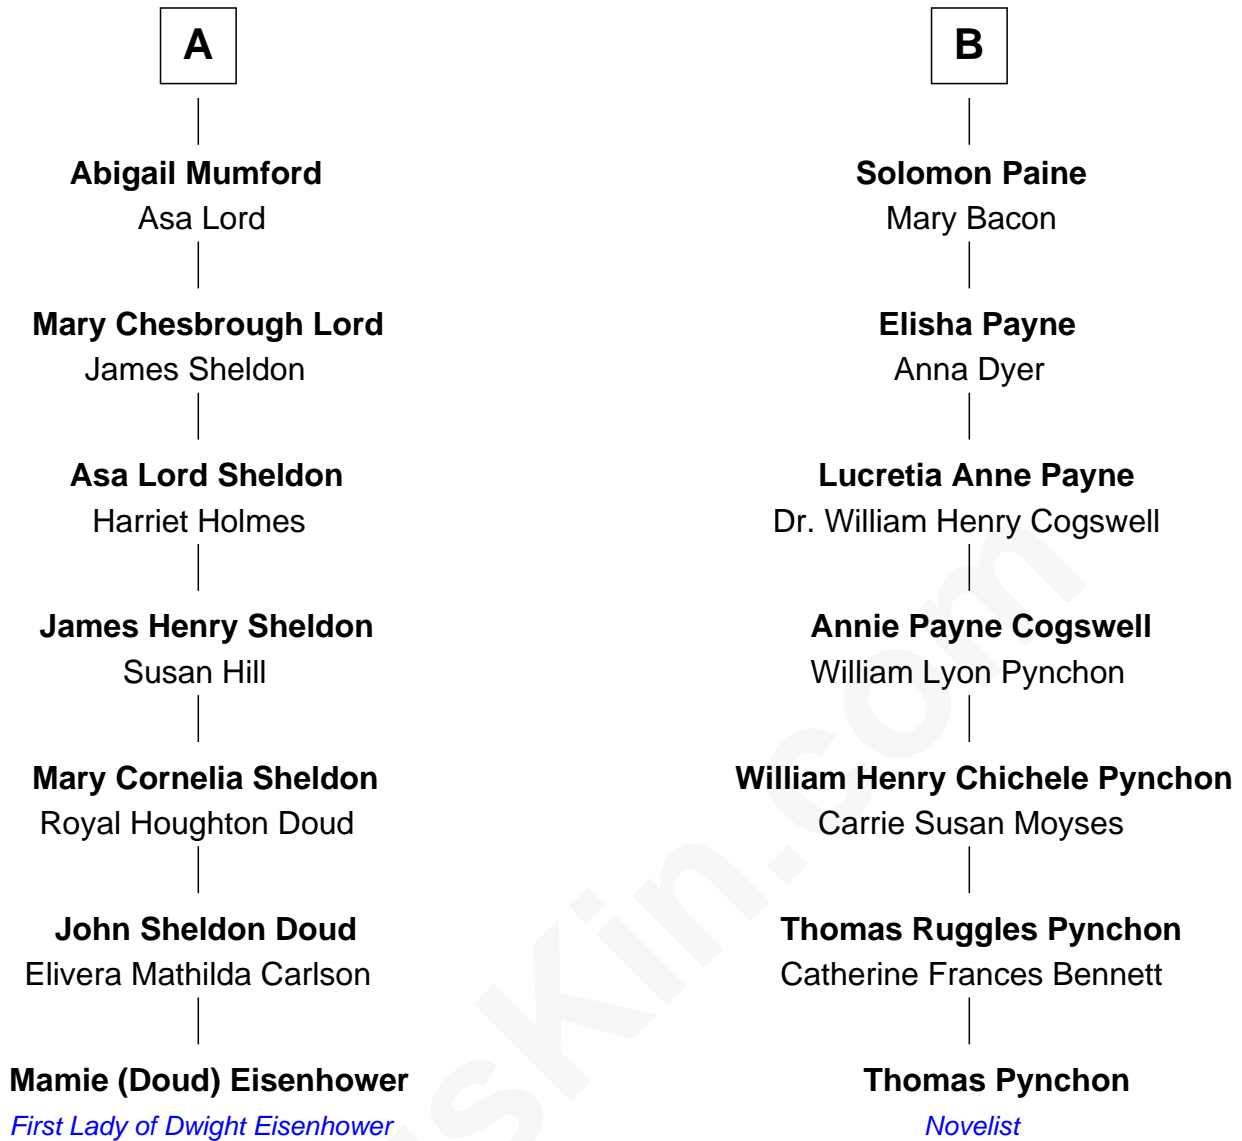 A
B
Abigail Mumford
Asa Lord
Solomon Paine
Mary Bacon
Mary Chesbrough Lord
James Sheldon
Elisha Payne
Anna Dyer
Asa Lord Sheldon
Harriet Holmes
Lucretia Anne Payne
Dr. William Henry Cogswell
James Henry Sheldon
Susan Hill
Annie Payne Cogswell
William Lyon Pynchon
Mary Cornelia Sheldon
Royal Houghton Doud
William Henry Chichele Pynchon
Carrie Susan Moyses
John Sheldon Doud
Elivera Mathilda Carlson
Thomas Ruggles Pynchon
Catherine Frances Bennett
Mamie (Doud) Eisenhower
First Lady of Dwight Eisenhower
Thomas Pynchon
Novelist
sKin.com